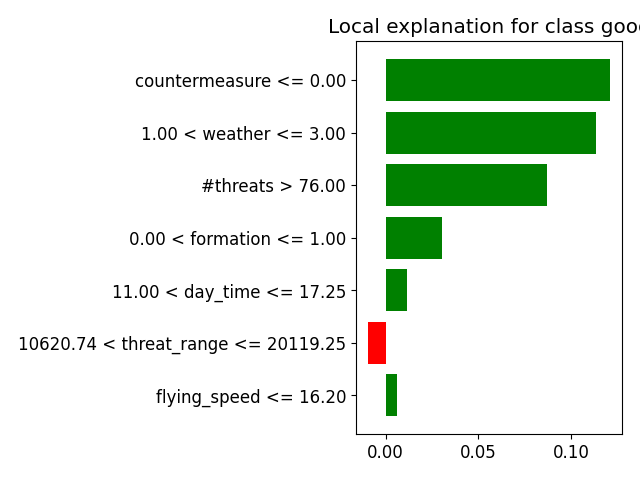 Local explanation for class goo
countermeasure <= 0.00
1.00 < weather <= 3.00
#threats > 76.00
0.00 < formation <= 1.00
11.00 < day_time <= 17.25
10620.74 < threat_range <= 20119.25
flying_speed <= 16.20
0.00 0.05 0.10